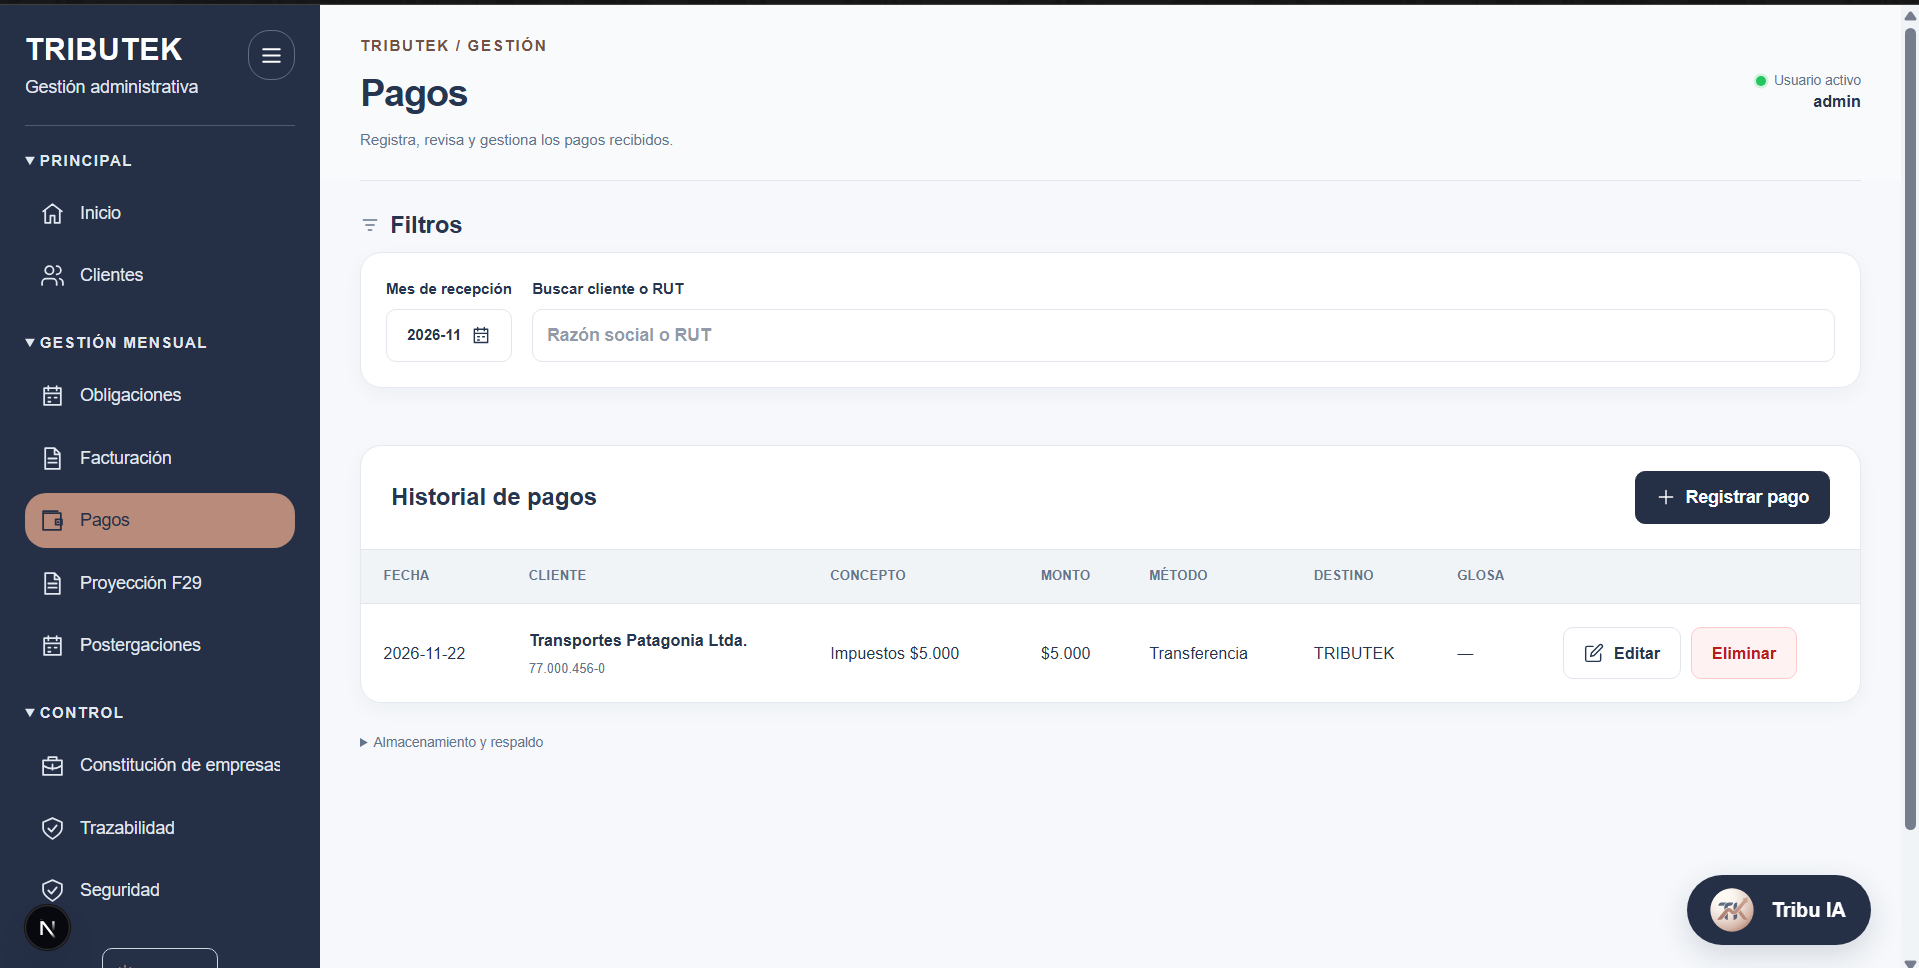 TRIBUTEK
Gestión administrativa
▼ PRINCIPAL
Inicio
Clientes
▼ GESTIÓN MENSUAL
Obligaciones
Facturación
Pagos
Proyección F29
Postergaciones
▼ CONTROL
Constitución de empresas
Trazabilidad
Seguridad
N
TRIBUTEK / GESTIÓN
Pagos
Registra, revisa y gestiona los pagos recibidos.
Usuario activo
admin
Filtros
Mes de recepción Buscar cliente o RUT
2026-11 Razón social o RUT
Historial de pagos
+ Registrar pago
FECHA CLIENTE CONCEPTO MONTO MÉTODO DESTINO GLOSA
2026-11-22 Transportes Patagonia Ltda. Impuestos $5.000 $5.000 Transferencia TRIBUTEK — Editar Eliminar
77.000.456-0
▶ Almacenamiento y respaldo
TK Tribu IA